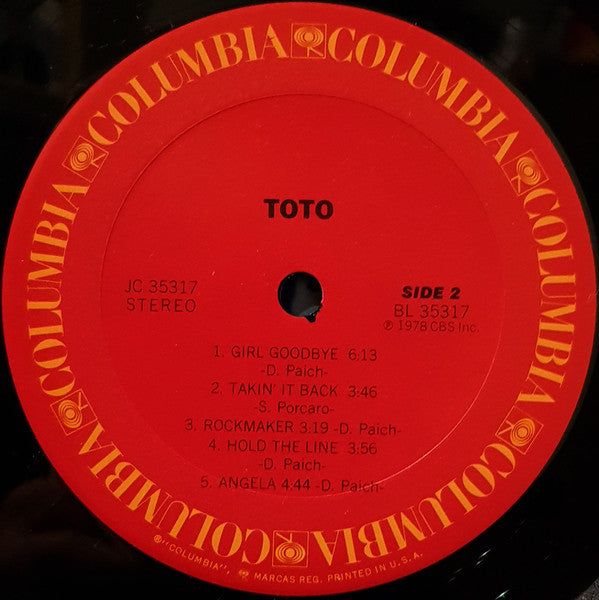 COLUMBIA COLUMBIA COLUMBIA COLUMBIA COLUMBIA COLUMBIA
TOTO
JC 35317
STEREO
SIDE 2
BL 35317
℗ 1978 CBS Inc.
1. GIRL GOODBYE 6:13
-D. Paich-
2. TAKIN' IT BACK 3:46
-S. Porcaro-
3. ROCKMAKER 3:19 -D. Paich-
4. HOLD THE LINE 3:56
-D. Paich-
5. ANGELA 4:44 -D. Paich-
®"COLUMBIA", MARCAS REG. PRINTED IN U.S.A.